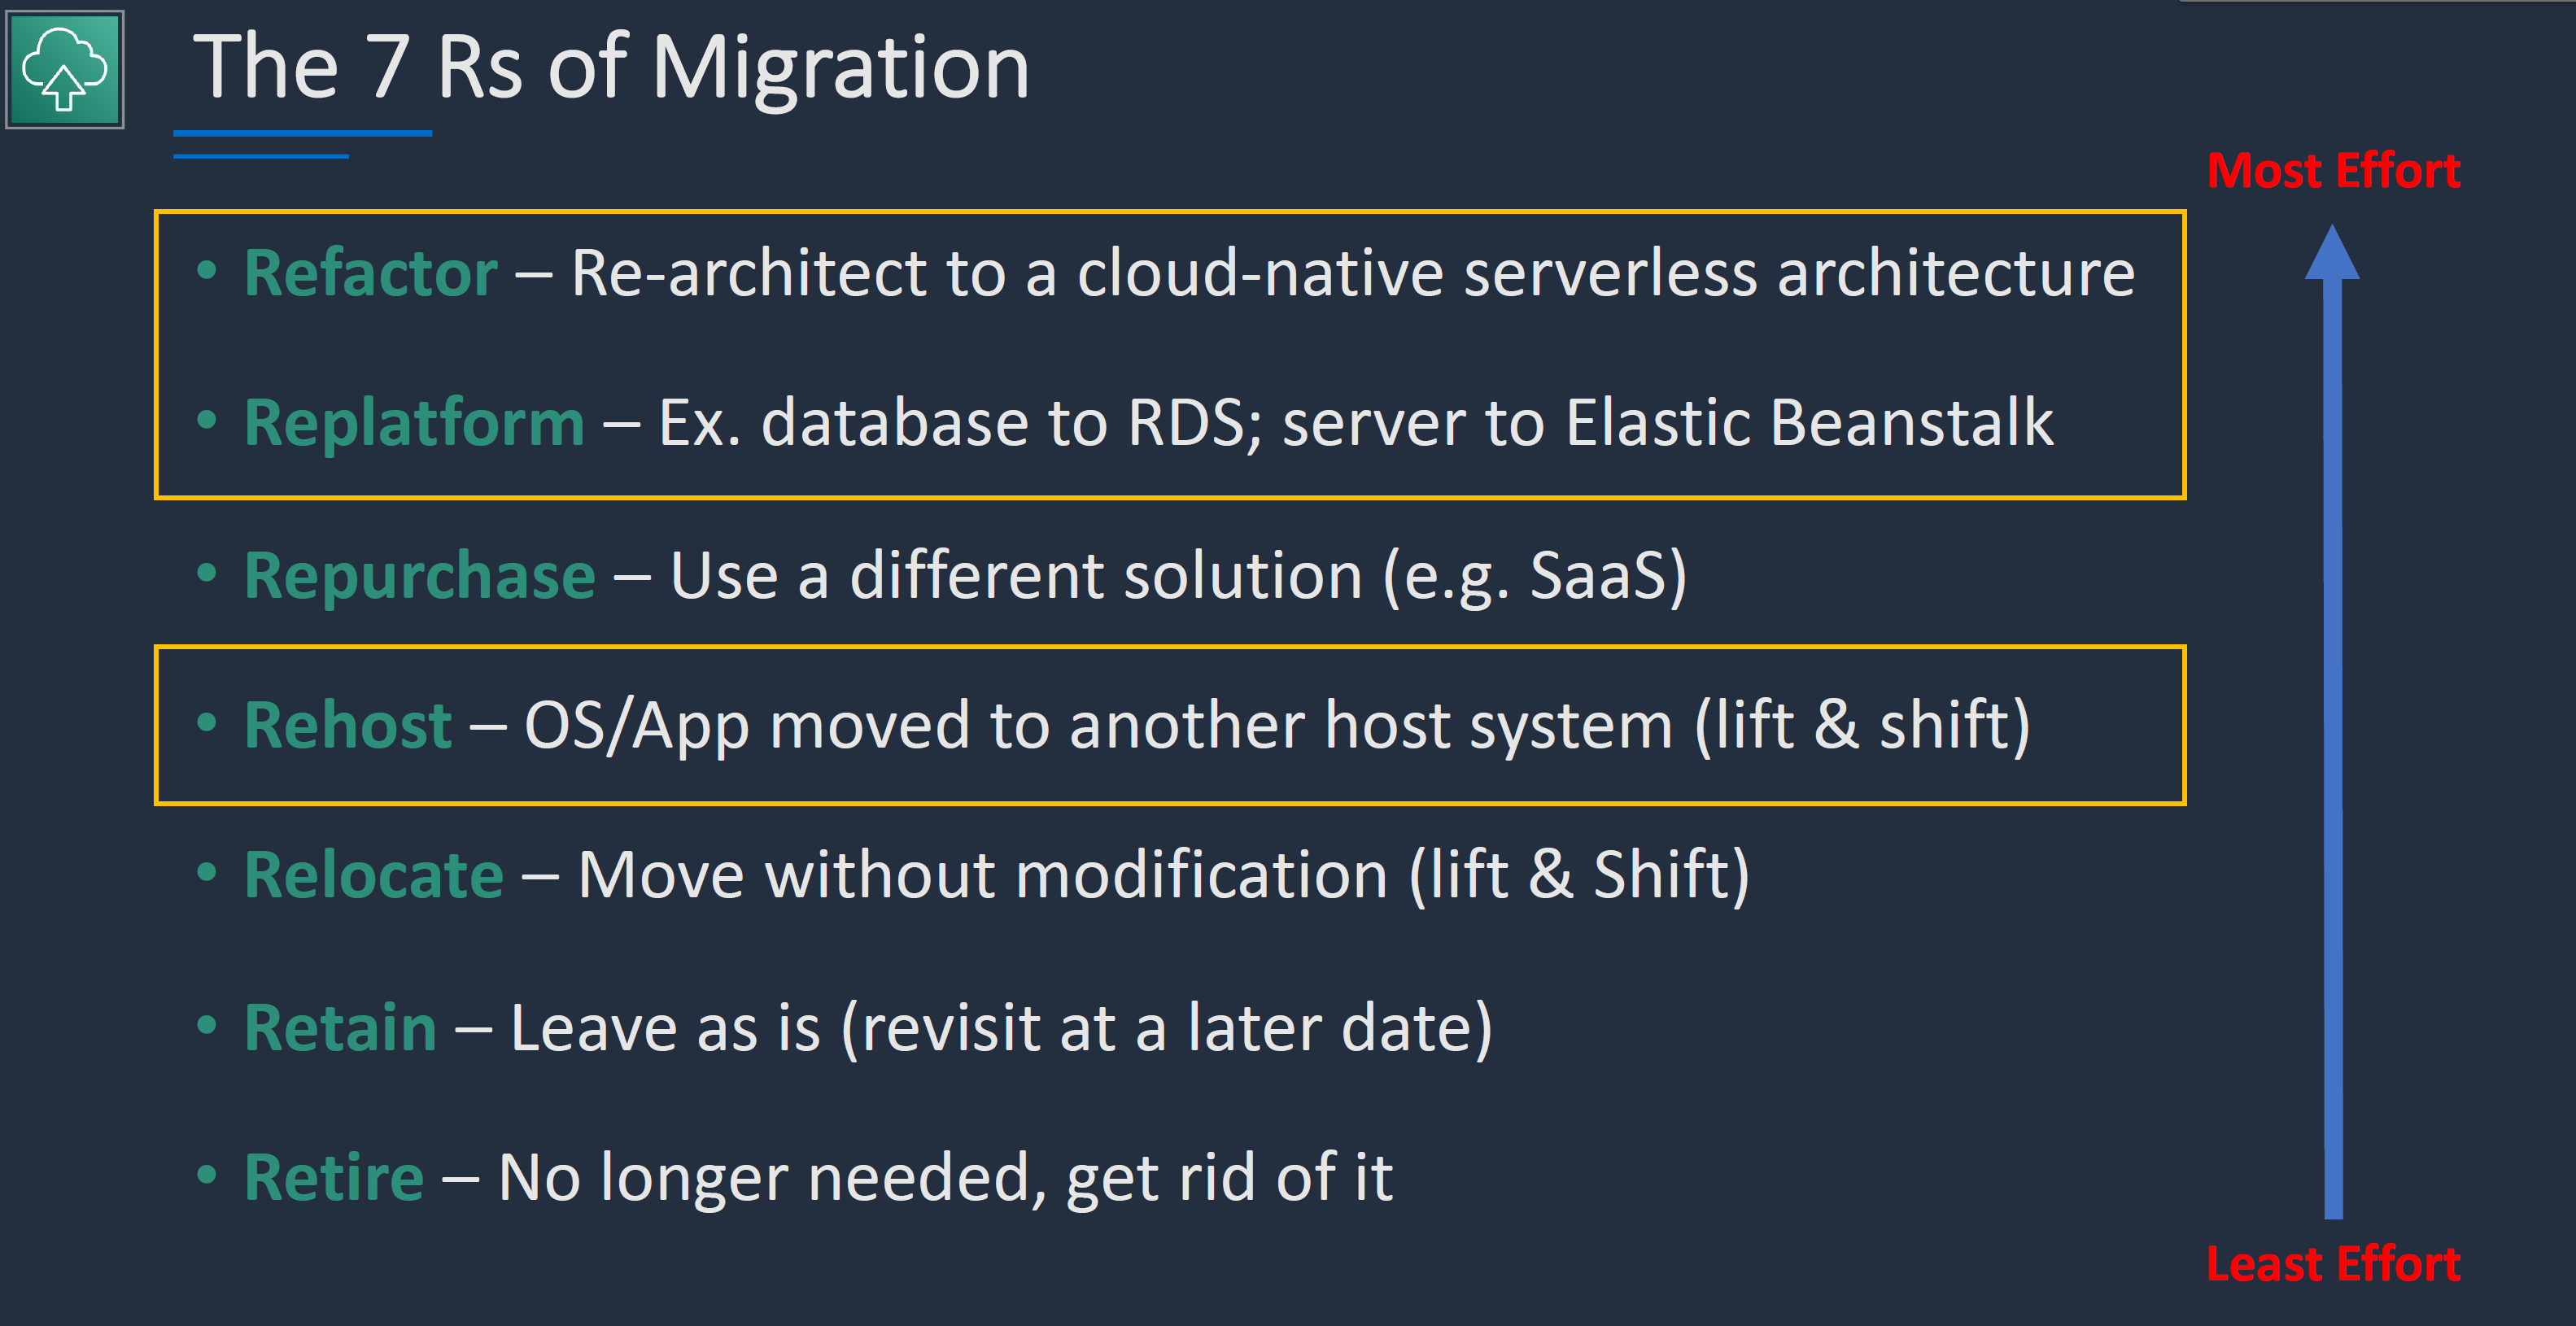 The 7 Rs of Migration
Most Effort
• Refactor – Re-architect to a cloud-native serverless architecture
• Replatform – Ex. database to RDS; server to Elastic Beanstalk
• Repurchase – Use a different solution (e.g. SaaS)
• Rehost – OS/App moved to another host system (lift & shift)
• Relocate – Move without modification (lift & Shift)
• Retain – Leave as is (revisit at a later date)
• Retire – No longer needed, get rid of it
Least Effort